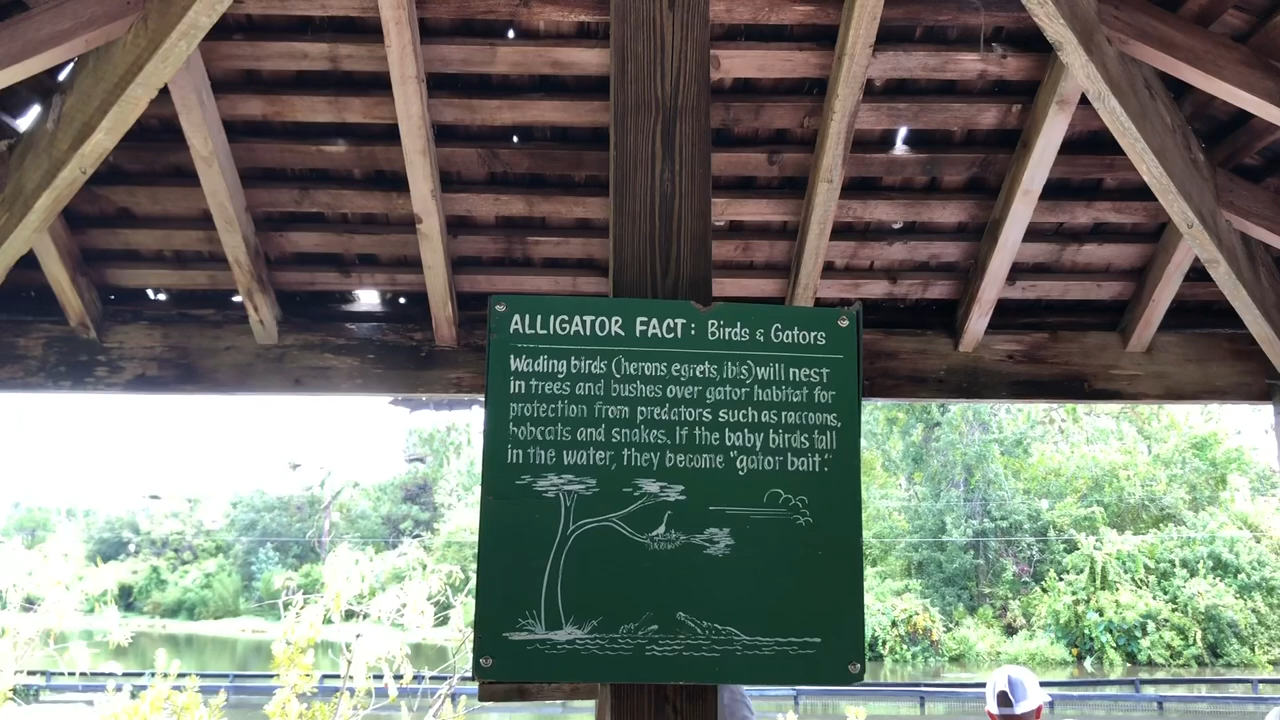 ALLIGATOR FACT: Birds & Gators
Wading birds (herons, egrets, ibis) will nest
in trees and bushes over gator habitat for
protection from predators such as raccoons,
bobcats and snakes. If the baby birds fall
in the water, they become "gator bait."